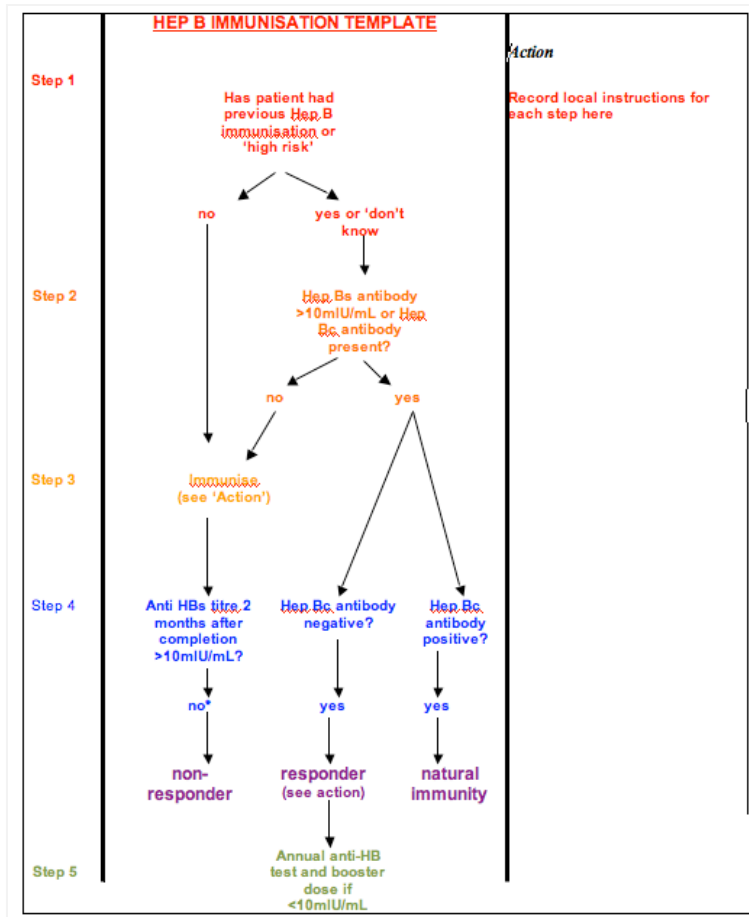 HEP B IMMUNISATION TEMPLATE
Action
Step 1
Has patient had
previous Hep B
immunisation or
'high risk'
Record local instructions for
each step here
no
yes or 'don't
know
Step 2
Hep Bs antibody
>10mIU/mL or Hep
Bc antibody
present?
no
yes
Step 3
Immunise
(see 'Action')
Step 4
Anti HBs titre 2
months after
completion
>10mIU/mL?
Hep Bc antibody
negative?
Hep Bc
antibody
positive?
no*
yes
yes
non-
responder
responder
(see action)
natural
immunity
Step 5
Annual anti-HB
test and booster
dose if
<10mIU/mL